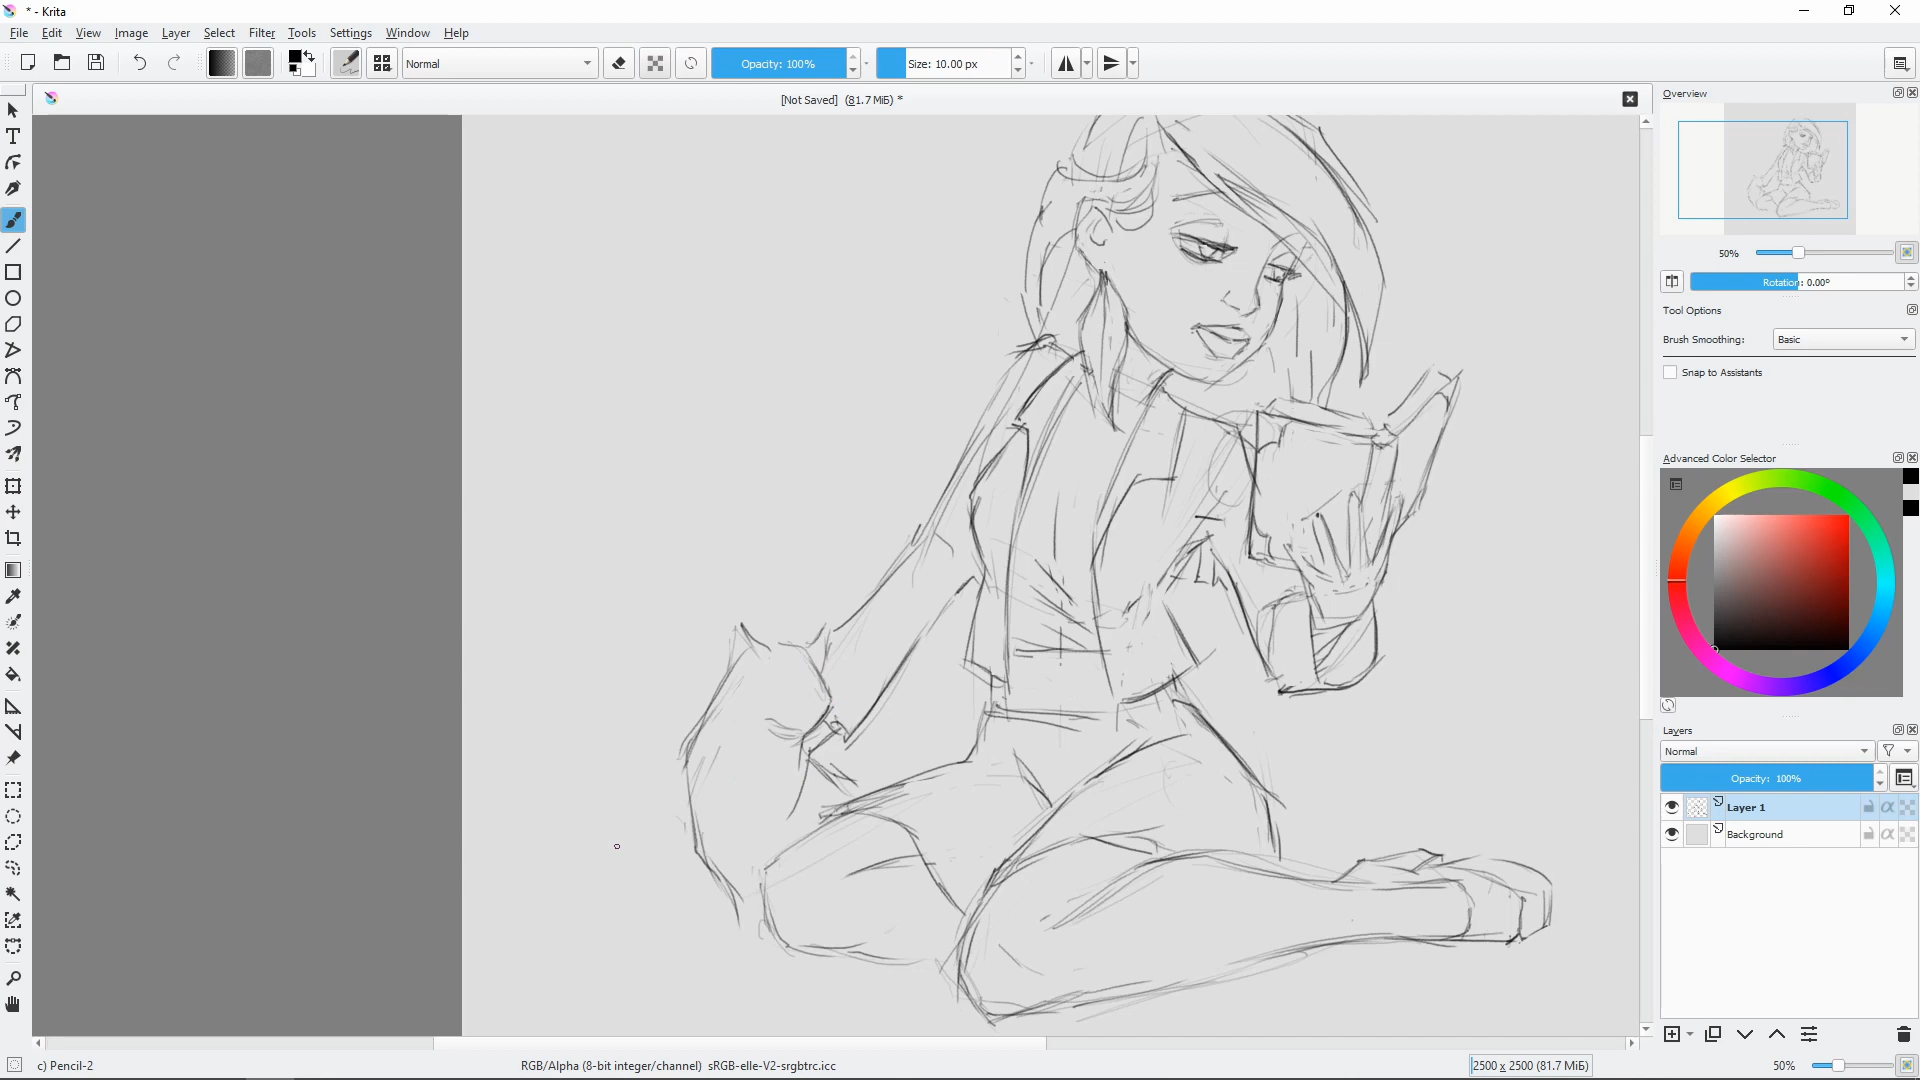 * - Krita
File Edit View Image Layer Select Filter Tools Settings Window Help
Normal
Opacity: 100%
Size: 10.00 px
[Not Saved] (81.7 MiB) *
Overview
50%
Rotation: 0.00°
Tool Options
Brush Smoothing: Basic
Snap to Assistants
Advanced Color Selector
Layers
Normal
Opacity: 100%
Layer 1
Background
c) Pencil-2
RGB/Alpha (8-bit integer/channel) sRGB-elle-V2-srgbtrc.icc
2500 x 2500 (81.7 MiB)
50%